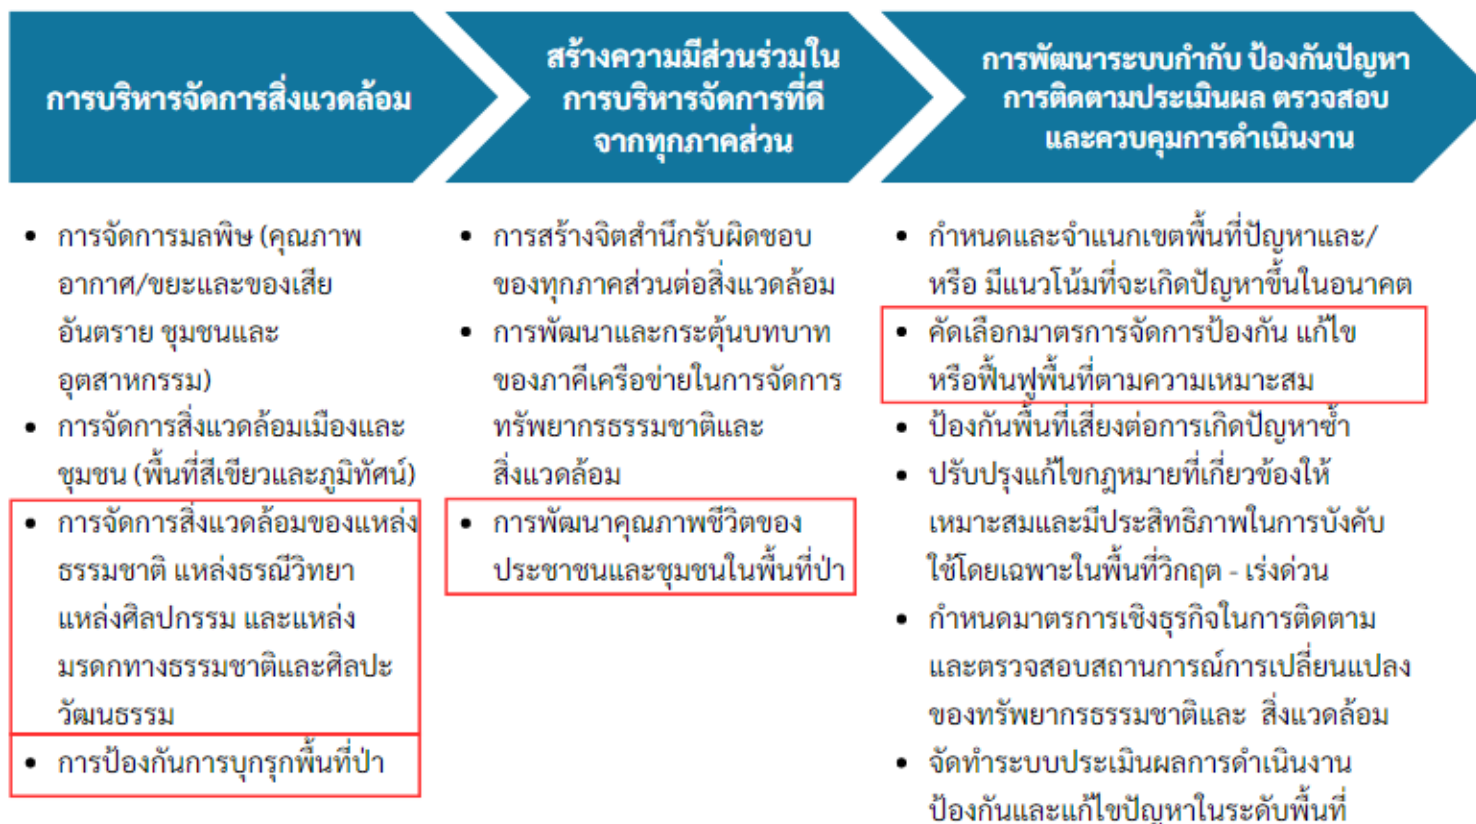 การบริหารจัดการสิ่งแวดล้อม
สร้างความมีส่วนร่วมใน
การบริหารจัดการที่ดี
จากทุกภาคส่วน
การพัฒนาระบบกำกับ ป้องกันปัญหา
การติดตามประเมินผล ตรวจสอบ
และควบคุมการดำเนินงาน
• การจัดการมลพิษ (คุณภาพ
อากาศ/ขยะและของเสีย
อันตราย ชุมชนและ
อุตสาหกรรม)
• การจัดการสิ่งแวดล้อมเมืองและ
ชุมชน (พื้นที่สีเขียวและภูมิทัศน์)
• การจัดการสิ่งแวดล้อมของแหล่ง
ธรรมชาติ แหล่งธรณีวิทยา
แหล่งศิลปกรรม และแหล่ง
มรดกทางธรรมชาติและศิลปะ
วัฒนธรรม
• การป้องกันการบุกรุกพื้นที่ป่า
• การสร้างจิตสำนึกรับผิดชอบ
ของทุกภาคส่วนต่อสิ่งแวดล้อม
• การพัฒนาและกระตุ้นบทบาท
ของภาคีเครือข่ายในการจัดการ
ทรัพยากรธรรมชาติและ
สิ่งแวดล้อม
• การพัฒนาคุณภาพชีวิตของ
ประชาชนและชุมชนในพื้นที่ป่า
• กำหนดและจำแนกเขตพื้นที่ปัญหาและ/
หรือ มีแนวโน้มที่จะเกิดปัญหาขึ้นในอนาคต
• คัดเลือกมาตรการจัดการป้องกัน แก้ไข
หรือฟื้นฟูพื้นที่ตามความเหมาะสม
• ป้องกันพื้นที่เสี่ยงต่อการเกิดปัญหาซ้ำ
• ปรับปรุงแก้ไขกฎหมายที่เกี่ยวข้องให้
เหมาะสมและมีประสิทธิภาพในการบังคับ
ใช้โดยเฉพาะในพื้นที่วิกฤต - เร่งด่วน
• กำหนดมาตรการเชิงธุรกิจในการติดตาม
และตรวจสอบสถานการณ์การเปลี่ยนแปลง
ของทรัพยากรธรรมชาติและ สิ่งแวดล้อม
• จัดทำระบบประเมินผลการดำเนินงาน
ป้องกันและแก้ไขปัญหาในระดับพื้นที่